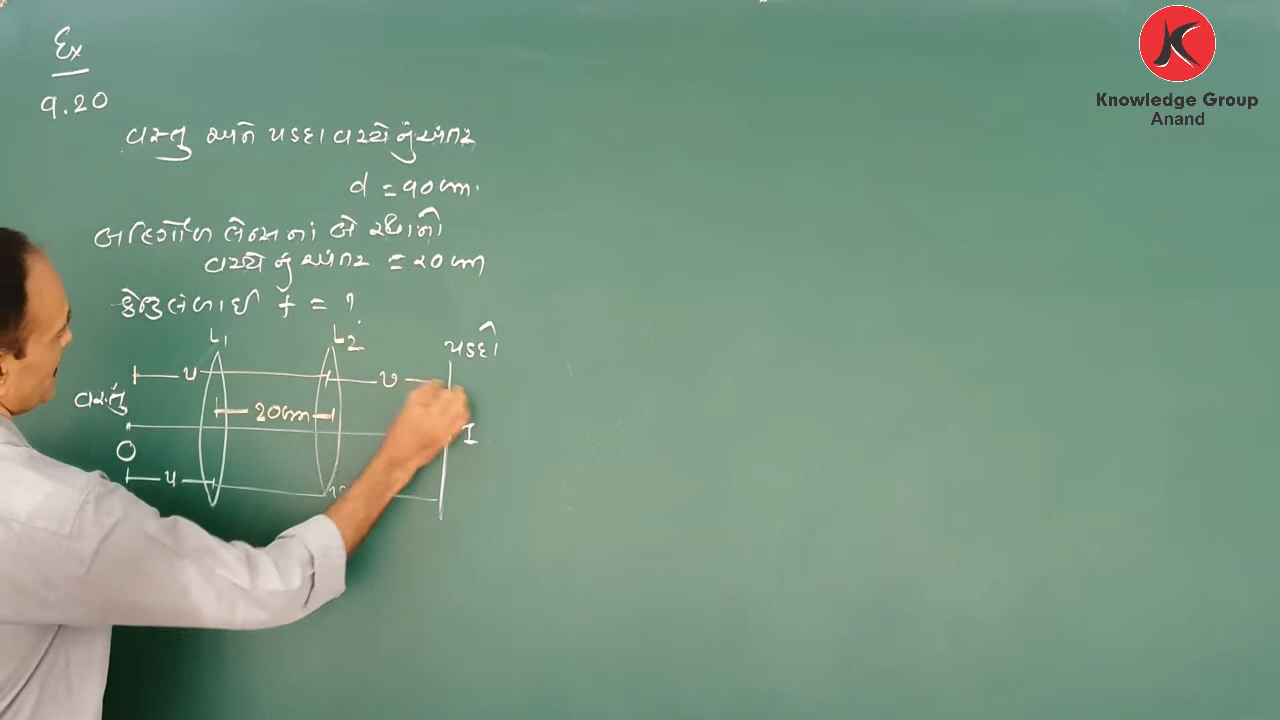 Ex
9.20
વસ્તુ અને પડદા વચ્ચેનું અંતર
d = 90cm.
બહિર્ગોળ લેન્સનાં બે સ્થાનો
વચ્ચેનું અંતર = 20cm
કેન્દ્રલંબાઈ f = ?
L1 L2
પડદો
u v
વસ્તુ
20cm
I
O
u
Knowledge Group
Anand